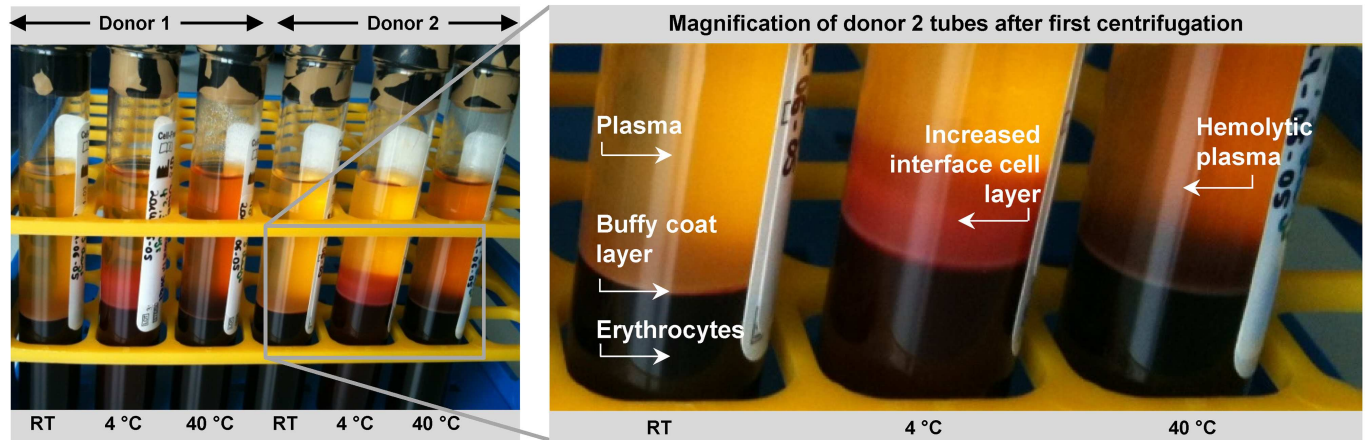 Donor 1 Donor 2
Magnification of donor 2 tubes after first centrifugation
Plasma
Buffy coat
layer
Erythrocytes
Increased
interface cell
layer
Hemolytic
plasma
RT 4 °C 40 °C RT 4 °C 40 °C
RT 4 °C 40 °C